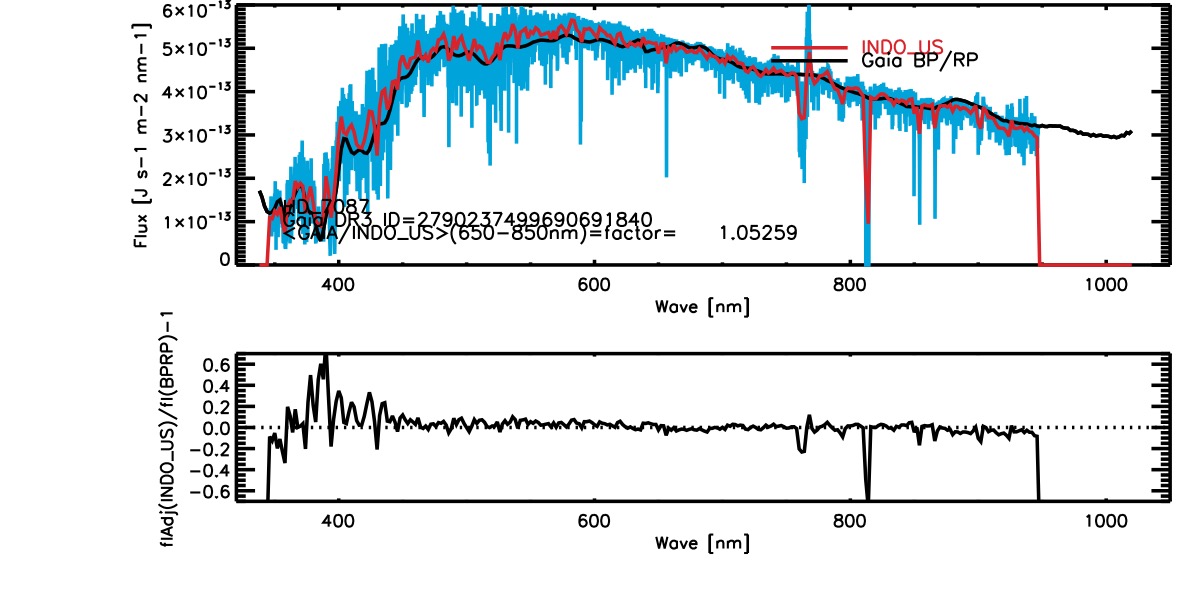 6×10−13
5×10−13
4×10−13
3×10−13
2×10−13
1×10−13
0
Flux [J s−1 m−2 nm−1]
INDO_US
Gaia BP/RP
HD_7087
Gaia DR3 ID=2790237499690691840
<GAIA/INDO_US>(650−850nm)=factor= 1.05259
400 600 800 1000
Wave [nm]
flAdj(INDO_US)/fl(BPRP)−1
0.6
0.4
0.2
0.0
−0.2
−0.4
−0.6
400 600 800 1000
Wave [nm]